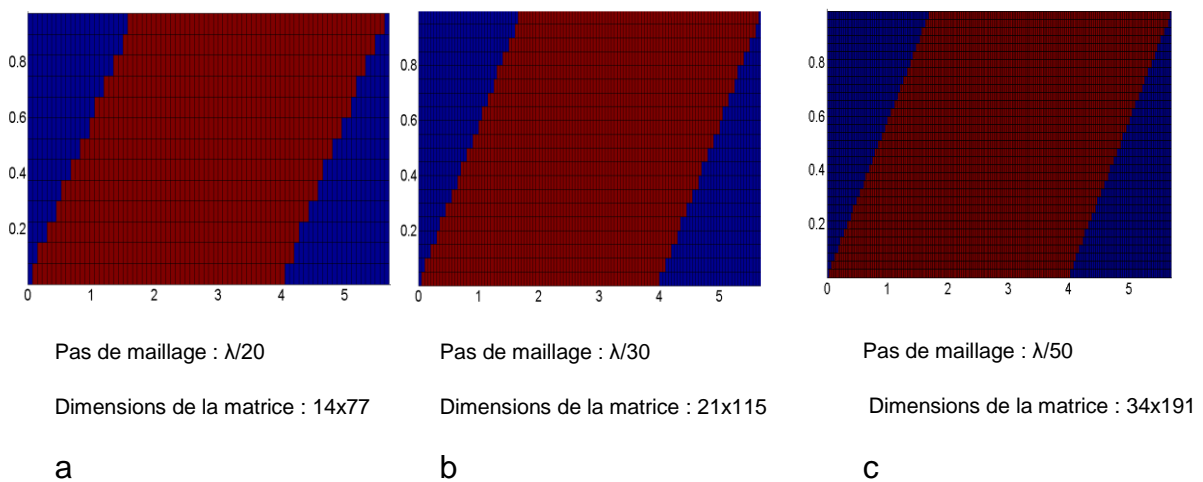 0.8
0.6
0.4
0.2
0 1 2 3 4 5
0.8
0.6
0.4
0.2
0 1 2 3 4 5
0.8
0.6
0.4
0.2
0 1 2 3 4 5
Pas de maillage : λ/20
Dimensions de la matrice : 14x77
a
Pas de maillage : λ/30
Dimensions de la matrice : 21x115
b
Pas de maillage : λ/50
Dimensions de la matrice : 34x191
c